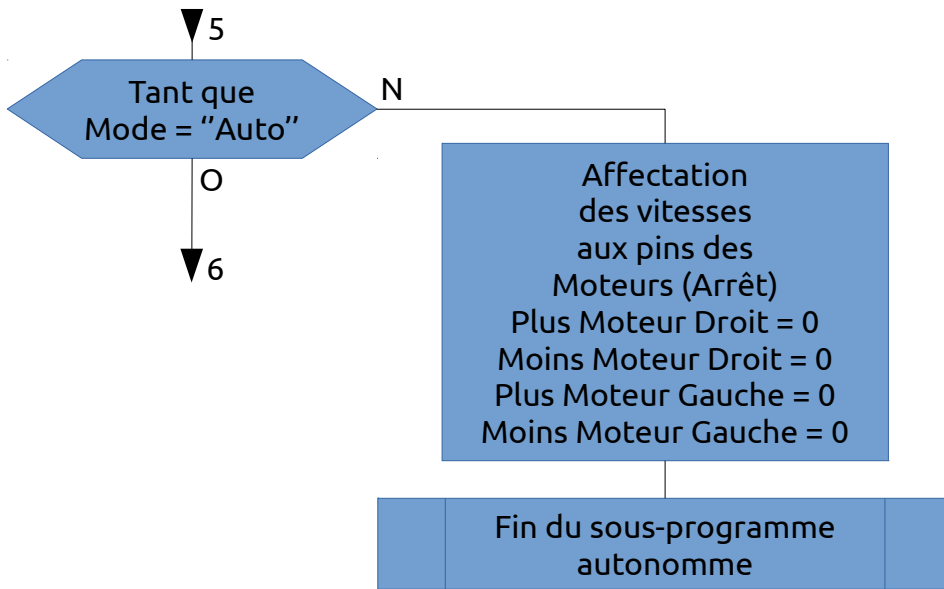 5
Tant que
Mode = ‘’Auto’’
N
O
6
Affectation
des vitesses
aux pins des
Moteurs (Arrêt)
Plus Moteur Droit = 0
Moins Moteur Droit = 0
Plus Moteur Gauche = 0
Moins Moteur Gauche = 0
Fin du sous-programme
autonomme